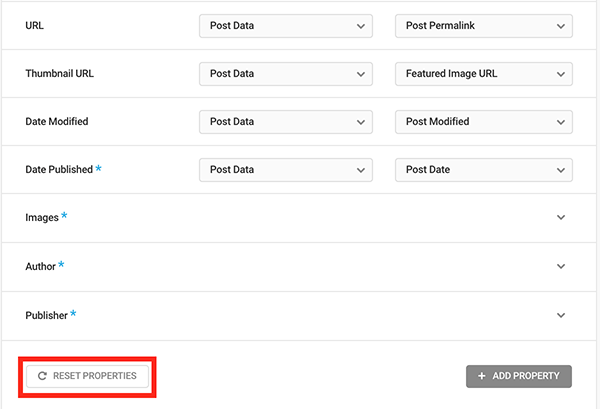 URL Post Data Post Permalink
Thumbnail URL Post Data Featured Image URL
Date Modified Post Data Post Modified
Date Published * Post Data Post Date
Images *
Author *
Publisher *
RESET PROPERTIES + ADD PROPERTY